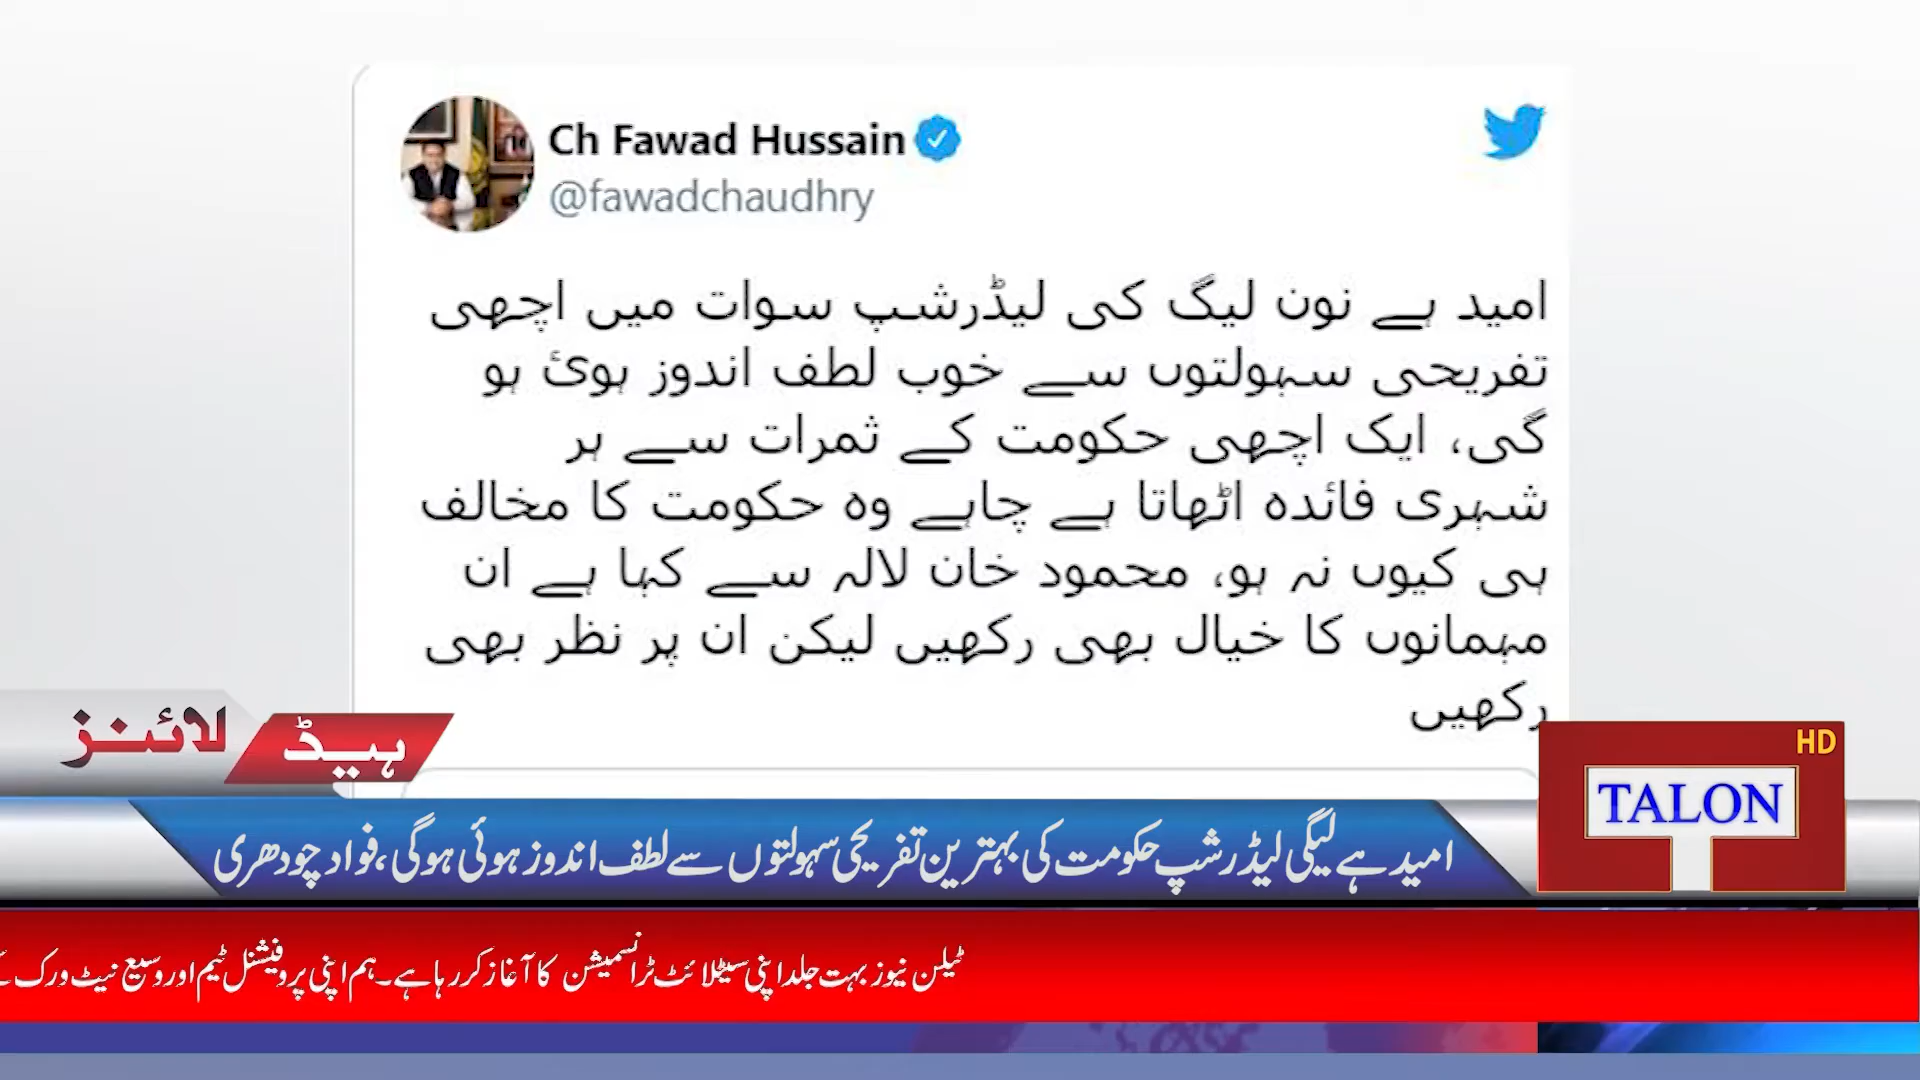 Ch Fawad Hussain
@fawadchaudhry
امید ہے نون لیگ کی لیڈرشپ سوات میں اچھی
تفریحی سہولتوں سے خوب لطف اندوز ہوئ ہو
گی، ایک اچھی حکومت کے ثمرات سے ہر
شہری فائدہ اٹھاتا ہے چاہے وہ حکومت کا مخالف
ہی کیوں نہ ہو، محمود خان لالہ سے کہا ہے ان
مہمانوں کا خیال بھی رکھیں لیکن ان پر نظر بھی
رکھیں
ہیڈ لائنز
HD
TALON
امید ہے لیگی لیڈر شپ حکومت کی بہترین تفریحی سہولتوں سے لطف اندوز ہوئی ہوگی، فواد چودھری
ٹیلن نیوز بہت جلد اپنی سیٹلائٹ ٹرانسمیشن کا آغاز کر رہا ہے۔ ہم اپنی پروفیشنل ٹیم اور وسیع نیٹ ورک